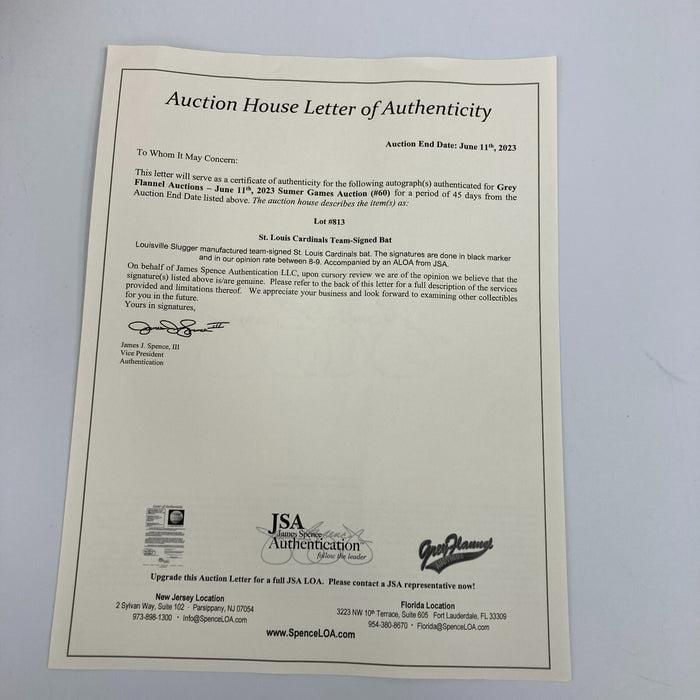 Auction House Letter of Authenticity
Auction End Date: June 11th, 2023
To Whom It May Concern:
This letter will serve as a certificate of authenticity for the following autograph(s) authenticated for Grey
Flannel Auctions – June 11th, 2023 Sumer Games Auction (#60) for a period of 45 days from the
Auction End Date listed above. The auction house describes the item(s) as:
Lot #813
St. Louis Cardinals Team-Signed Bat
Louisville Slugger manufactured team-signed St. Louis Cardinals bat. The signatures are done in black marker
and in our opinion rate between 8-9. Accompanied by an ALOA from JSA.
On behalf of James Spence Authentication LLC, upon cursory review we are of the opinion we believe that the
signature(s) listed above is/are genuine. Please refer to the back of this letter for a full description of the services
provided and limitations thereof. We appreciate your business and look forward to examining other collectibles
for you in the future.
Yours in signatures,
James J. Spence, III
Vice President
Authentication
JSA
James Spence
Authentication
follow the leader
Grey Flannel
Upgrade this Auction Letter for a full JSA LOA. Please contact a JSA representative now!
New Jersey Location
2 Sylvan Way, Suite 102 · Parsippany, NJ 07054
973-898-1300 · Info@SpenceLOA.com
Florida Location
3223 NW 10th Terrace, Suite 605 Fort Lauderdale, FL 33309
954-380-8670 · Florida@SpenceLOA.com
www.SpenceLOA.com